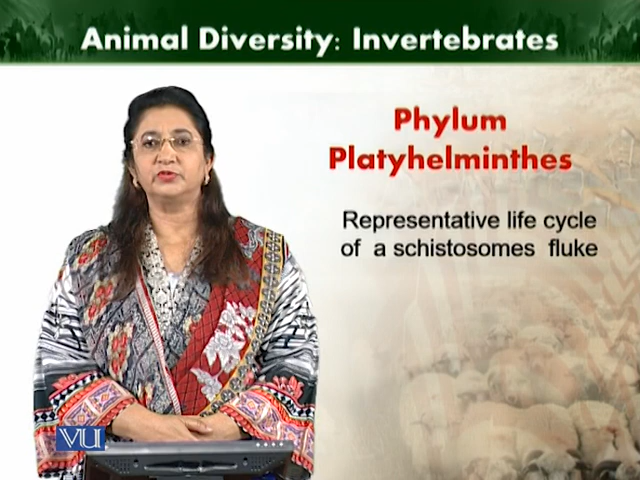 Animal Diversity: Invertebrates
Phylum
Platyhelminthes
Representative life cycle
of a schistosomes fluke
VU